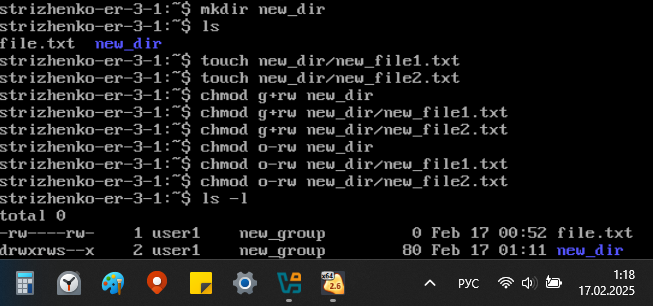 strizhenko-er-3-1:~$ mkdir new_dir
strizhenko-er-3-1:~$ ls
file.txt  new_dir
strizhenko-er-3-1:~$ touch new_dir/new_file1.txt
strizhenko-er-3-1:~$ touch new_dir/new_file2.txt
strizhenko-er-3-1:~$ chmod g+rw new_dir
strizhenko-er-3-1:~$ chmod g+rw new_dir/new_file1.txt
strizhenko-er-3-1:~$ chmod g+rw new_dir/new_file2.txt
strizhenko-er-3-1:~$ chmod o-rw new_dir
strizhenko-er-3-1:~$ chmod o-rw new_dir/new_file1.txt
strizhenko-er-3-1:~$ chmod o-rw new_dir/new_file2.txt
strizhenko-er-3-1:~$ ls -l
total 0
-rw----rw-    1 user1    new_group         0 Feb 17 00:52 file.txt
drwxrws--x    2 user1    new_group        80 Feb 17 01:11 new_dir
x64
2.6
РУС
1:18
17.02.2025